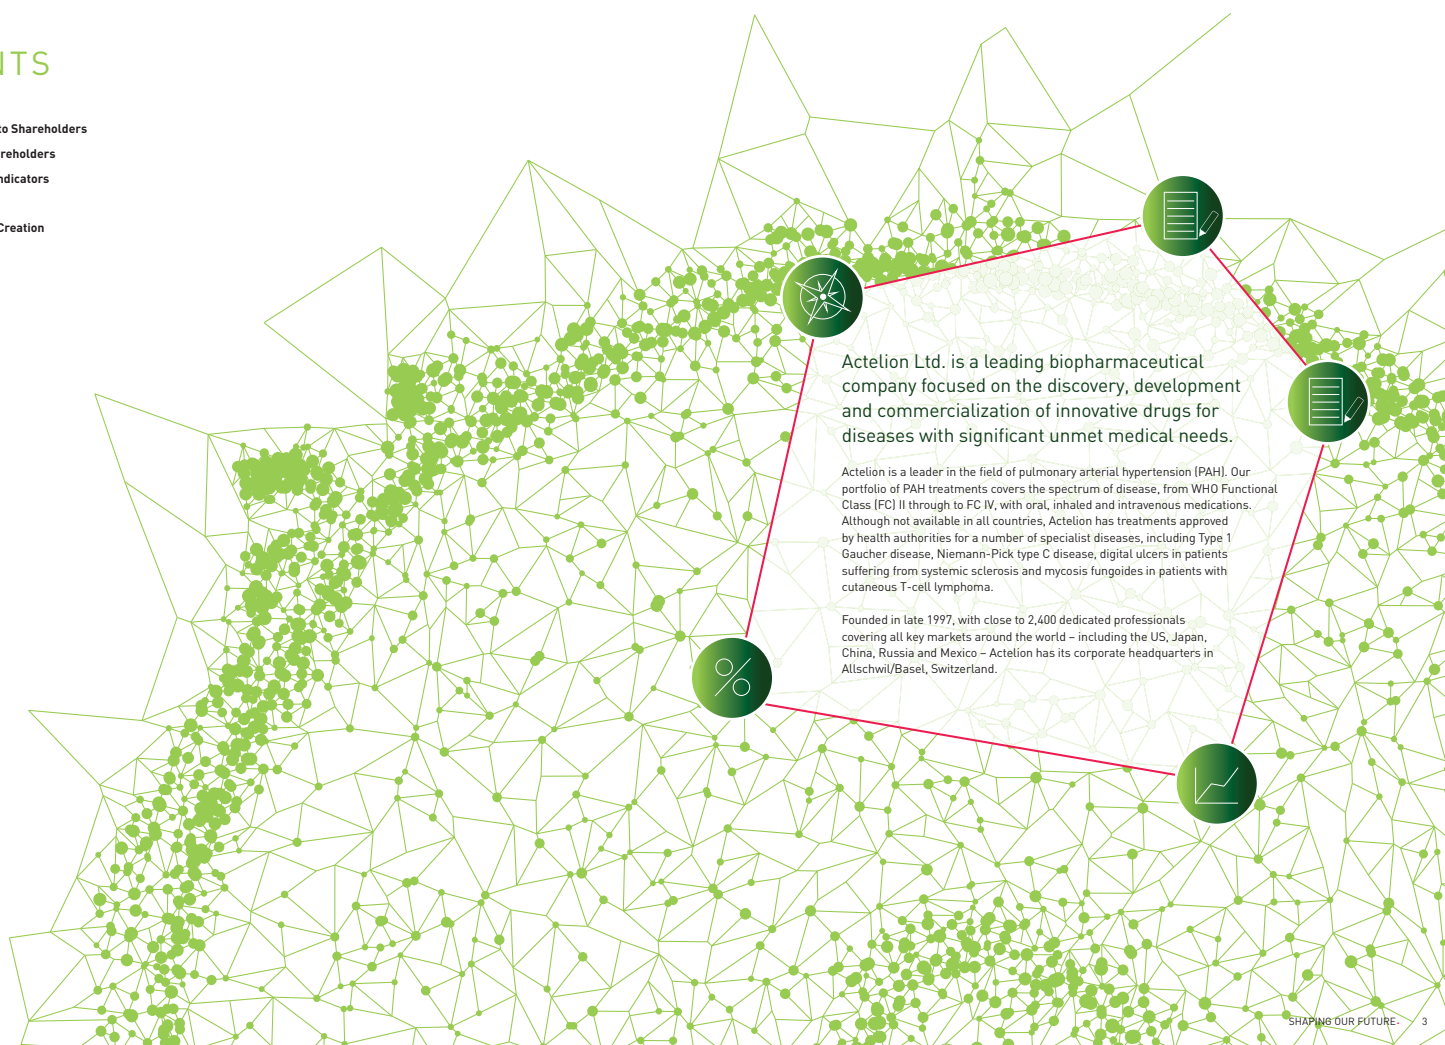 NTS
to Shareholders
reholders
ndicators
Creation
Actelion Ltd. is a leading biopharmaceutical
company focused on the discovery, development
and commercialization of innovative drugs for
diseases with significant unmet medical needs.
Actelion is a leader in the field of pulmonary arterial hypertension (PAH). Our
portfolio of PAH treatments covers the spectrum of disease, from WHO Functional
Class (FC) II through to FC IV, with oral, inhaled and intravenous medications.
Although not available in all countries, Actelion has treatments approved
by health authorities for a number of specialist diseases, including Type 1
Gaucher disease, Niemann-Pick type C disease, digital ulcers in patients
suffering from systemic sclerosis and mycosis fungoides in patients with
cutaneous T-cell lymphoma.
Founded in late 1997, with close to 2,400 dedicated professionals
covering all key markets around the world – including the US, Japan,
China, Russia and Mexico – Actelion has its corporate headquarters in
Allschwil/Basel, Switzerland.
SHAPING OUR FUTURE 3